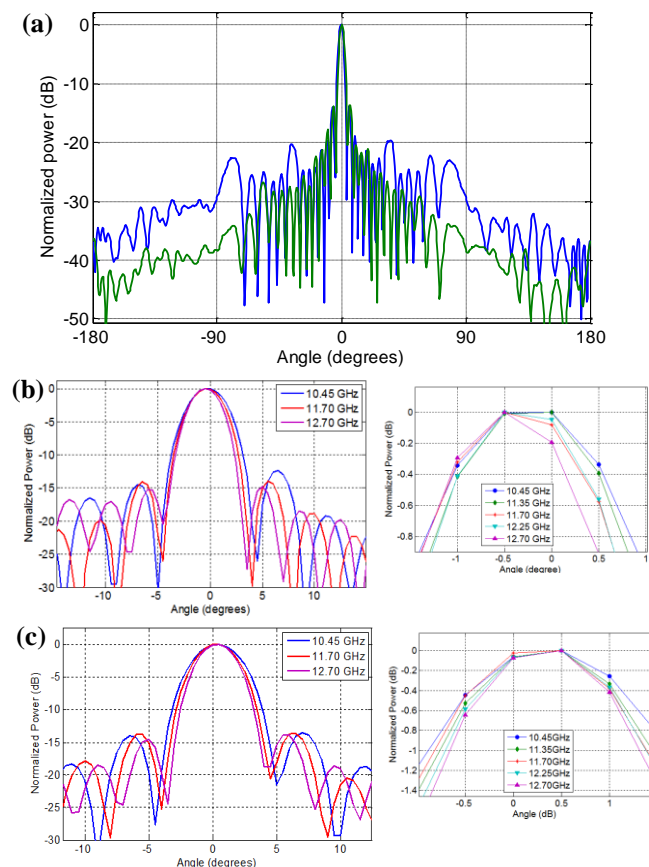 (a)
0
-10
-20
-30
-40
-50
Normalized power (dB)
-180
-90
0
90
180
Angle (degrees)
(b)
0
-5
-10
-15
-20
-25
-30
Normalized Power (dB)
10.45 GHz
11.70 GHz
12.70 GHz
-10
-5
0
5
10
Angle (degrees)
0
-0.2
-0.4
-0.6
-0.8
Normalized Power (dB)
10.45 GHz
11.35 GHz
11.70 GHz
12.25 GHz
12.70 GHz
-1
-0.5
0
0.5
1
Angle (degree)
(c)
0
-5
-10
-15
-20
-25
-30
Normalized Power (dB)
10.45 GHz
11.70 GHz
12.70 GHz
-10
-5
0
5
10
Angle (degrees)
0
-0.2
-0.4
-0.6
-0.8
-1
-1.2
-1.4
Normalized Power (dB)
10.45GHz
11.35GHz
11.70GHz
12.25GHz
12.70GHz
-0.5
0
0.5
1
Angle (dB)